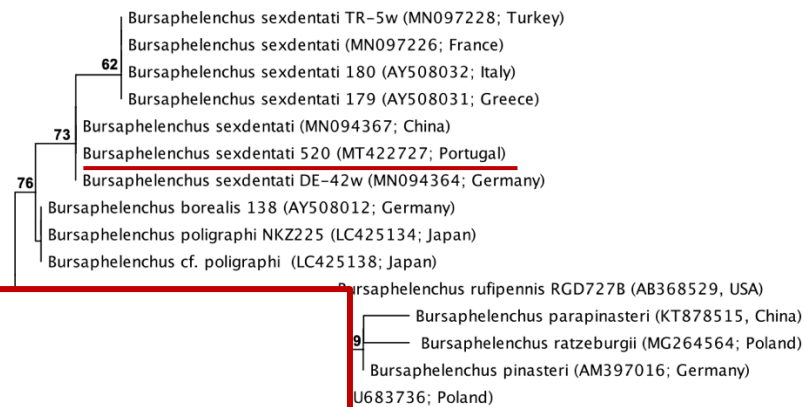 Bursaphelenchus sexdentati TR-5w (MN097228; Turkey)
Bursaphelenchus sexdentati (MN097226; France)
62
Bursaphelenchus sexdentati 180 (AY508032; Italy)
Bursaphelenchus sexdentati 179 (AY508031; Greece)
73
Bursaphelenchus sexdentati (MN094367; China)
Bursaphelenchus sexdentati 520 (MT422727; Portugal)
76
Bursaphelenchus sexdentati DE-42w (MN094364; Germany)
Bursaphelenchus borealis 138 (AY508012; Germany)
Bursaphelenchus poligraphi NKZ225 (LC425134; Japan)
Bursaphelenchus cf. poligraphi (LC425138; Japan)
Bursaphelenchus rufipennis RGD727B (AB368529, USA)
Bursaphelenchus parapinasteri (KT878515, China)
9
Bursaphelenchus ratzeburgii (MG264564; Poland)
Bursaphelenchus pinasteri (AM397016; Germany)
U683736; Poland)